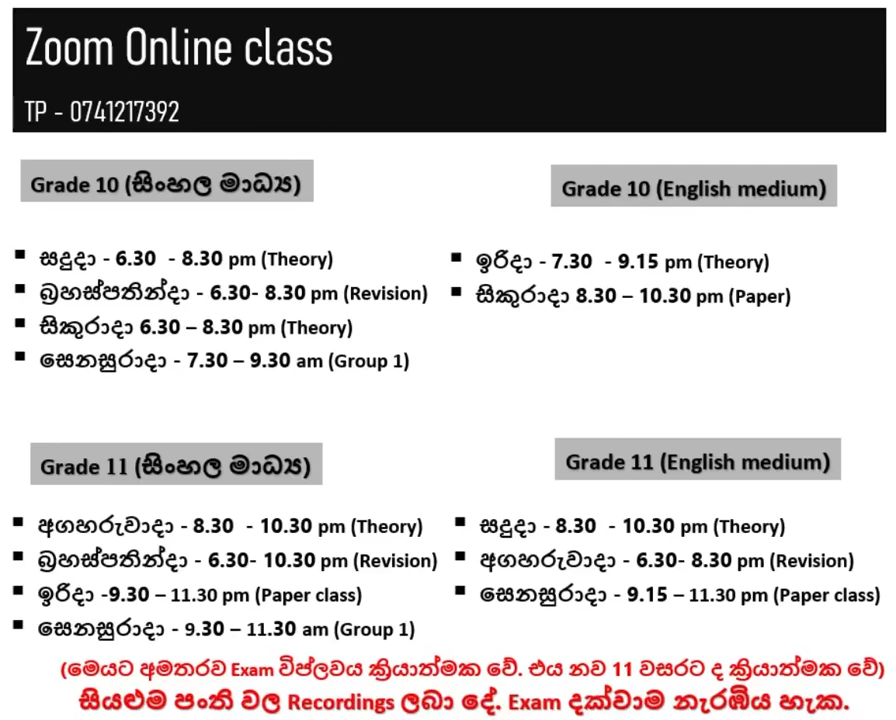 Zoom Online class
TP - 0741217392
Grade 10 (සිංහල මාධ්‍ය)
සදුදා - 6.30 - 8.30 pm (Theory)
බ්‍රහස්පතින්දා - 6.30- 8.30 pm (Revision)
සිකුරාදා 6.30 – 8.30 pm (Theory)
සෙනසුරාදා - 7.30 – 9.30 am (Group 1)
Grade 10 (English medium)
ඉරිදා - 7.30 - 9.15 pm (Theory)
සිකුරාදා 8.30 – 10.30 pm (Paper)
Grade 11 (සිංහල මාධ්‍ය)
අගහරුවාදා - 8.30 - 10.30 pm (Theory)
බ්‍රහස්පතින්දා - 6.30- 10.30 pm (Revision)
ඉරිදා -9.30 – 11.30 pm (Paper class)
සෙනසුරාදා - 9.30 – 11.30 am (Group 1)
Grade 11 (English medium)
සදුදා - 8.30 - 10.30 pm (Theory)
අගහරුවාදා - 6.30- 8.30 pm (Revision)
සෙනසුරාදා - 9.15 – 11.30 pm (Paper class)
(මෙයට අමතරව Exam විප්ලවය ක්‍රියාත්මක වේ. එය නව 11 වසරට ද ක්‍රියාත්මක වේ)
සියළුම පංති වල Recordings ලබා දේ. Exam දක්වාම නැරඹිය හැක.